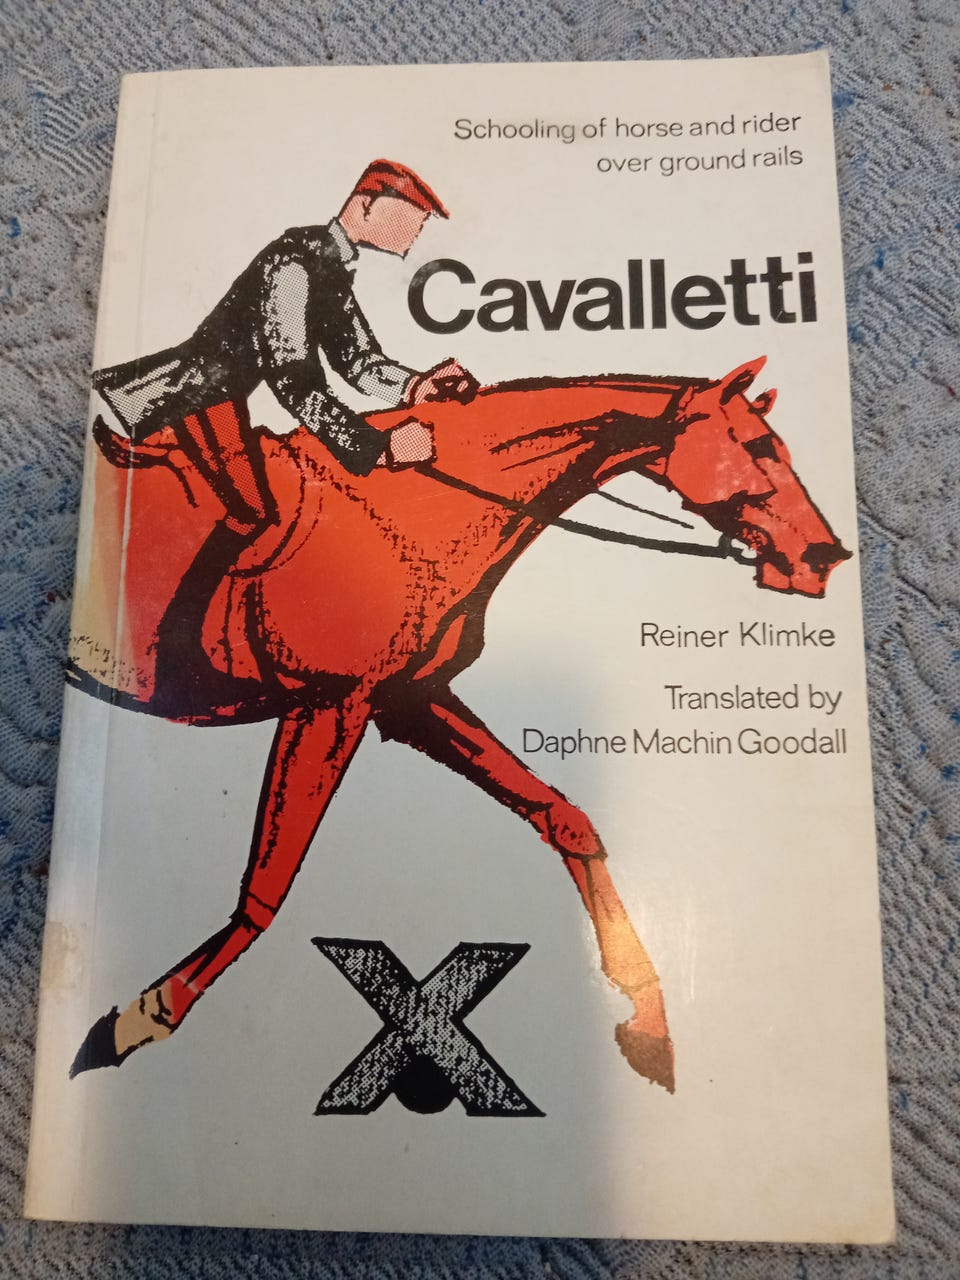 Schooling of horse and rider
over ground rails
Cavalletti
Reiner Klimke
Translated by
Daphne Machin Goodall